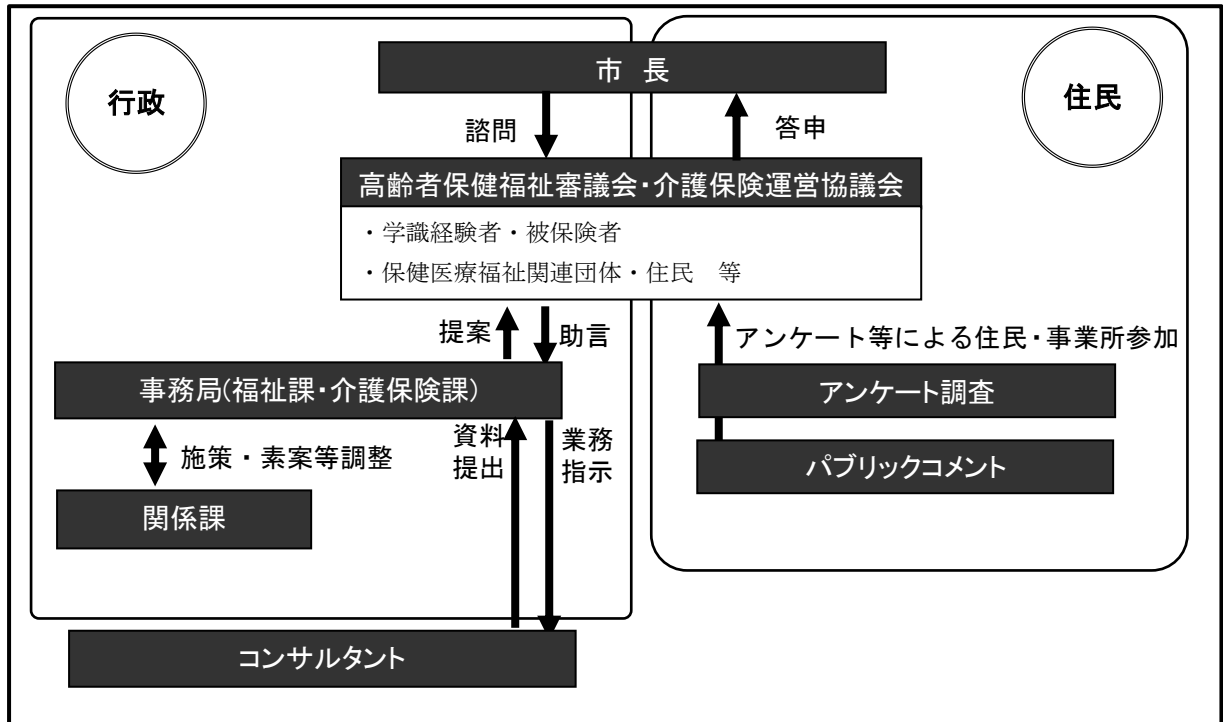 市 長
行政
住民
諮問
答申
高齢者保健福祉審議会・介護保険運営協議会
・学識経験者・被保険者
・保健医療福祉関連団体・住民　等
提案
助言
アンケート等による住民・事業所参加
事務局(福祉課・介護保険課)
アンケート調査
資料
提出
業務
指示
施策・素案等調整
パブリックコメント
関係課
コンサルタント